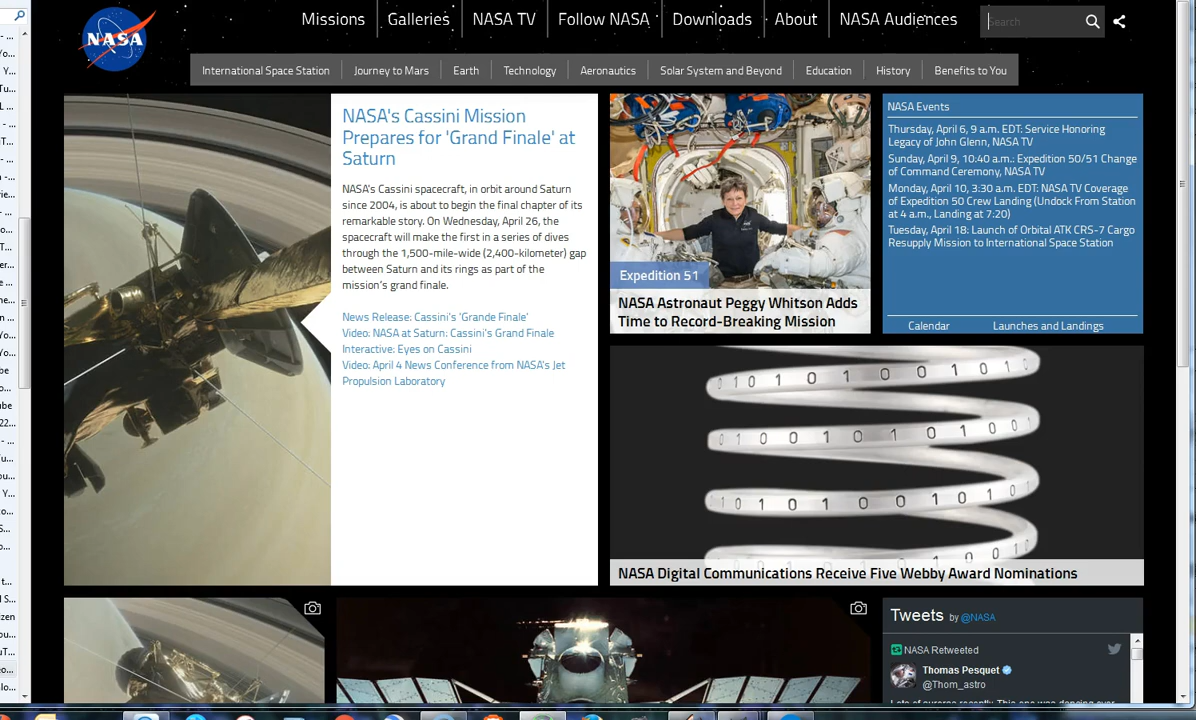 Missions
Galleries
NASA TV
Follow NASA
Downloads
About
NASA Audiences
Search
NASA
International Space Station
Journey to Mars
Earth
Technology
Aeronautics
Solar System and Beyond
Education
History
Benefits to You
NASA's Cassini Mission
Prepares for 'Grand Finale' at
Saturn
NASA's Cassini spacecraft, in orbit around Saturn
since 2004, is about to begin the final chapter of its
remarkable story. On Wednesday, April 26, the
spacecraft will make the first in a series of dives
through the 1,500-mile-wide (2,400-kilometer) gap
between Saturn and its rings as part of the
mission's grand finale.
News Release: Cassini's 'Grande Finale'
Video: NASA at Saturn: Cassini's Grand Finale
Interactive: Eyes on Cassini
Video: April 4 News Conference from NASA's Jet
Propulsion Laboratory
Expedition 51
NASA Astronaut Peggy Whitson Adds
Time to Record-Breaking Mission
NASA Events
Thursday, April 6, 9 a.m. EDT: Service Honoring
Legacy of John Glenn, NASA TV
Sunday, April 9, 10:40 a.m.: Expedition 50/51 Change
of Command Ceremony, NASA TV
Monday, April 10, 3:30 a.m. EDT: NASA TV Coverage
of Expedition 50 Crew Landing (Undock From Station
at 4 a.m., Landing at 7:20)
Tuesday, April 18: Launch of Orbital ATK CRS-7 Cargo
Resupply Mission to International Space Station
Calendar
Launches and Landings
NASA Digital Communications Receive Five Webby Award Nominations
Tweets by @NASA
NASA Retweeted
Thomas Pesquet
@Thom_astro